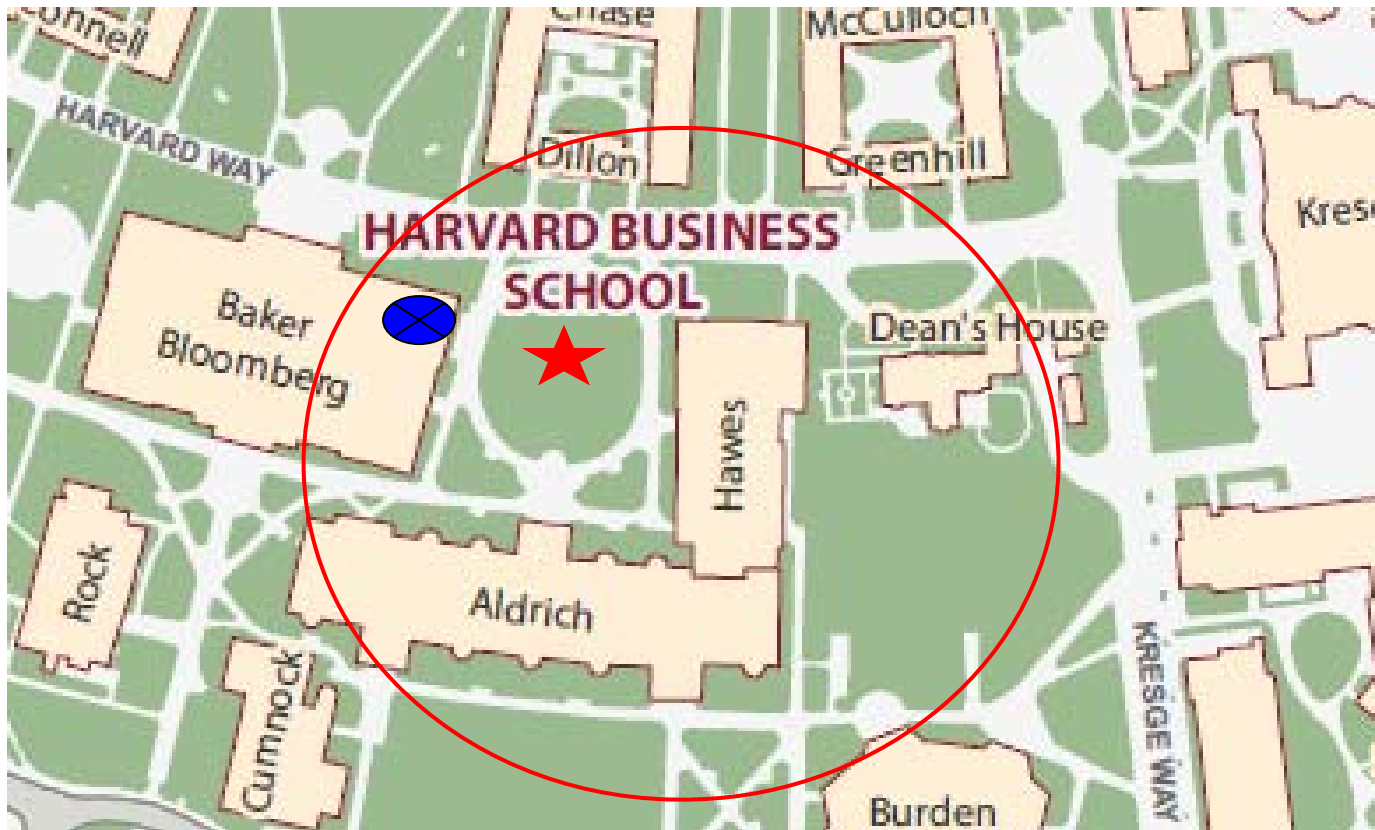 Chase
McCulloch
HARVARD WAY
Dillon
Greenhill
HARVARD BUSINESS
SCHOOL
Baker
Bloomberg
Dean's House
Hawes
Rock
Aldrich
Cumnock
KRESGE WAY
Burden